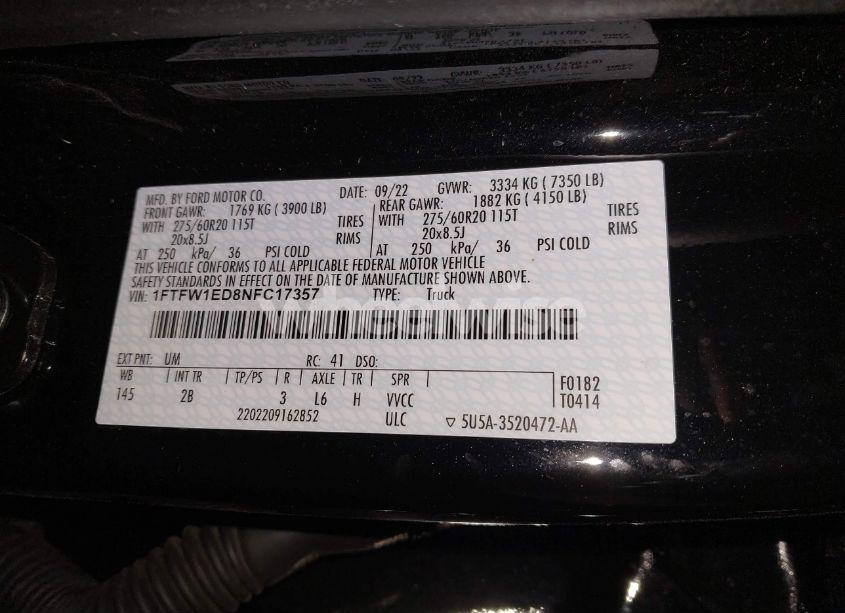 MFD. BY FORD MOTOR CO.
DATE: 09/22 GVWR: 3334 KG ( 7350 LB)
FRONT GAWR: 1769 KG ( 3900 LB)
REAR GAWR: 1882 KG ( 4150 LB)
WITH 275/60R20 115T TIRES
WITH 275/60R20 115T TIRES
20x8.5J RIMS
20x8.5J RIMS
AT 250 kPa/ 36 PSI COLD
AT 250 kPa/ 36 PSI COLD
THIS VEHICLE CONFORMS TO ALL APPLICABLE FEDERAL MOTOR VEHICLE
SAFETY STANDARDS IN EFFECT ON THE DATE OF MANUFACTURE SHOWN ABOVE.
VIN: 1FTFW1ED8NFC17357 TYPE: Truck
EXT PNT: UM RC: 41 DSO:
WB INT TR TP/PS R AXLE TR SPR
145 2B 3 L6 H VVCC
F0182
T0414
2202209162852 ULC 5U5A-3520472-AA